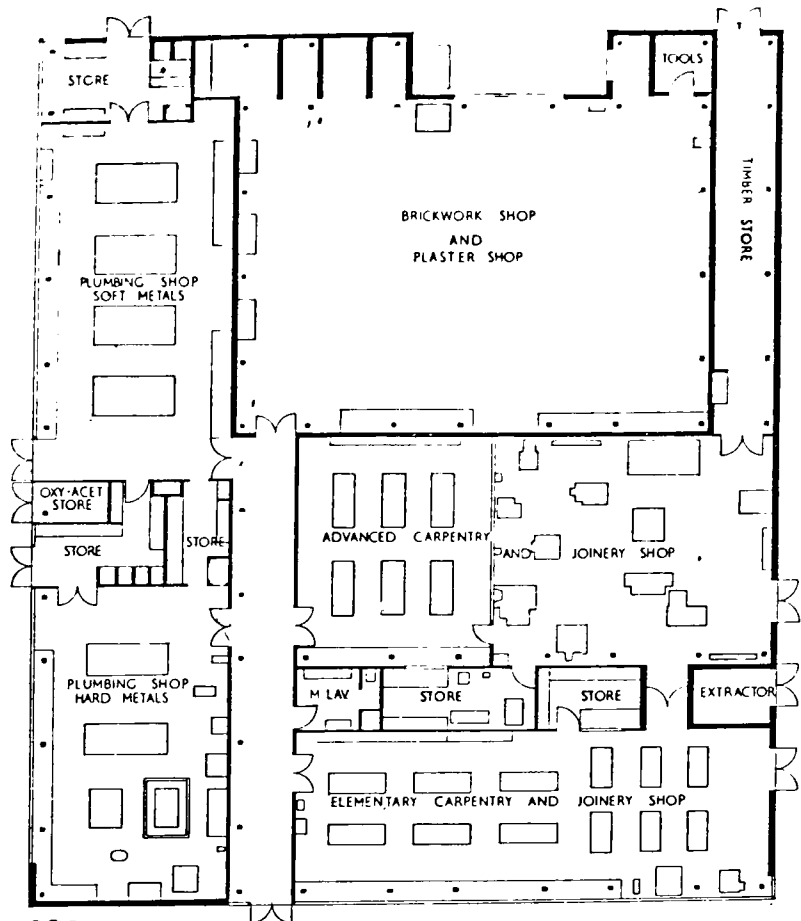 STORE
TOOLS
TIMBER STORE
BRICKWORK SHOP
AND
PLASTER SHOP
PLUMBING SHOP
SOFT METALS
OXY-ACET
STORE
STORE
STORE
ADVANCED CARPENTRY AND JOINERY SHOP
PLUMBING SHOP
HARD METALS
M LAV.
STORE
STORE
EXTRACTOR
ELEMENTARY CARPENTRY AND JOINERY SHOP